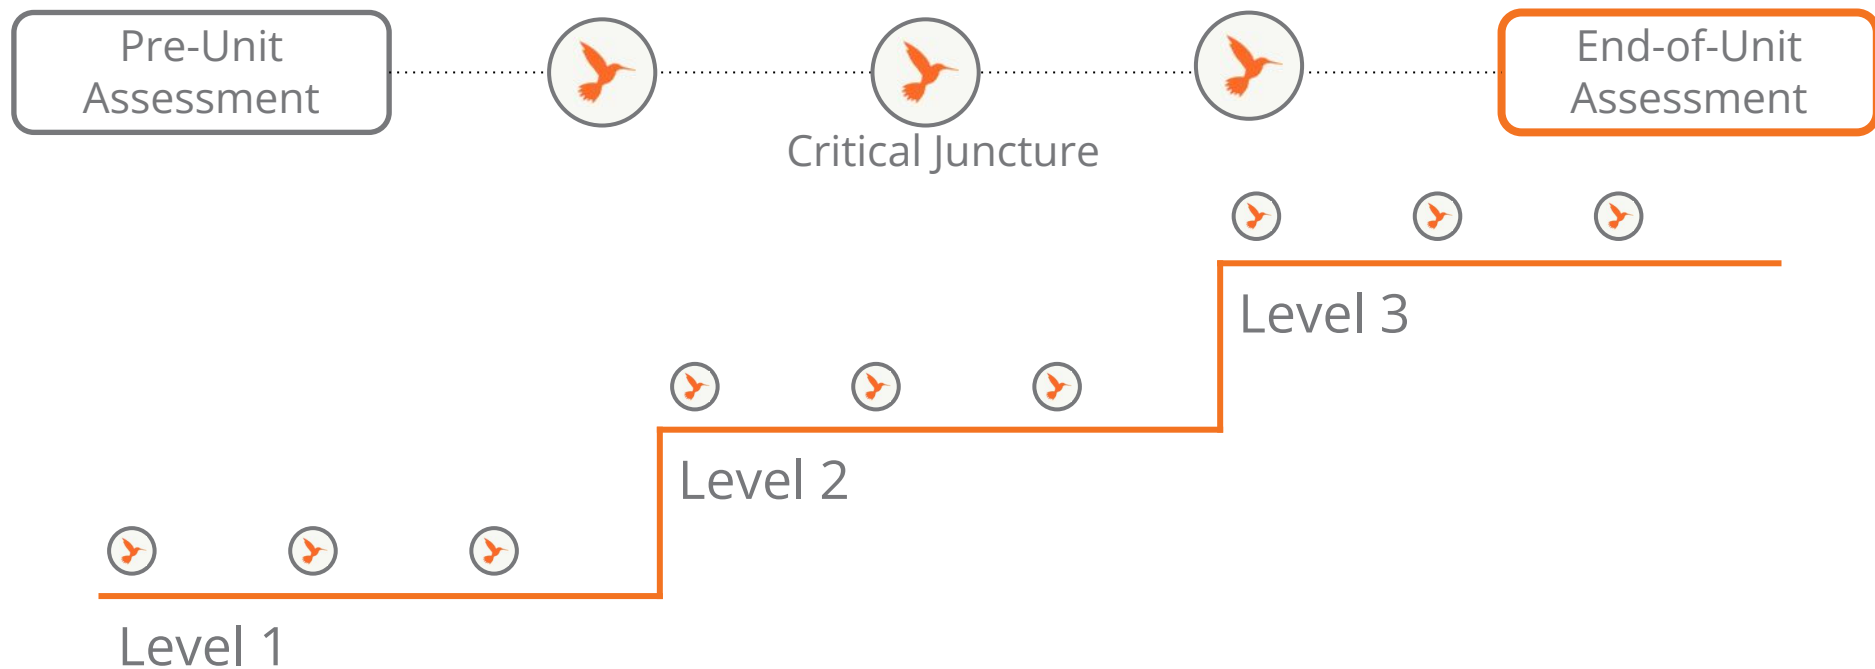 Pre-Unit
Assessment
End-of-Unit
Assessment
Critical Juncture
Level 3
Level 2
Level 1